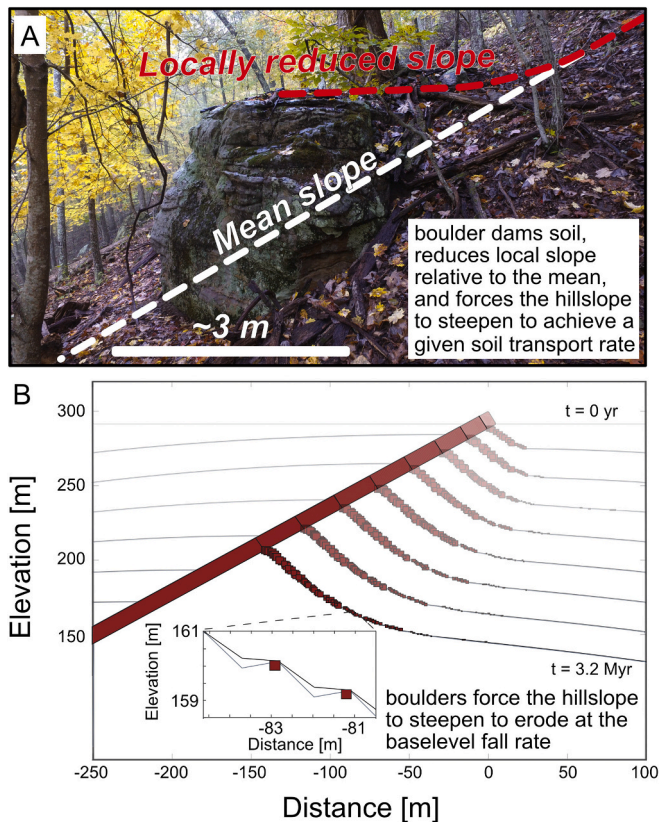 A
Locally reduced slope
Mean slope
~3 m
boulder dams soil,
reduces local slope
relative to the mean,
and forces the hillslope
to steepen to achieve a
given soil transport rate
B
300
250
200
150
Elevation [m]
t = 0 yr
t = 3.2 Myr
161
159
Elevation [m]
-83
-81
Distance [m]
boulders force the hillslope
to steepen to erode at the
baselevel fall rate
-250
-200
-150
-100
-50
0
50
100
Distance [m]